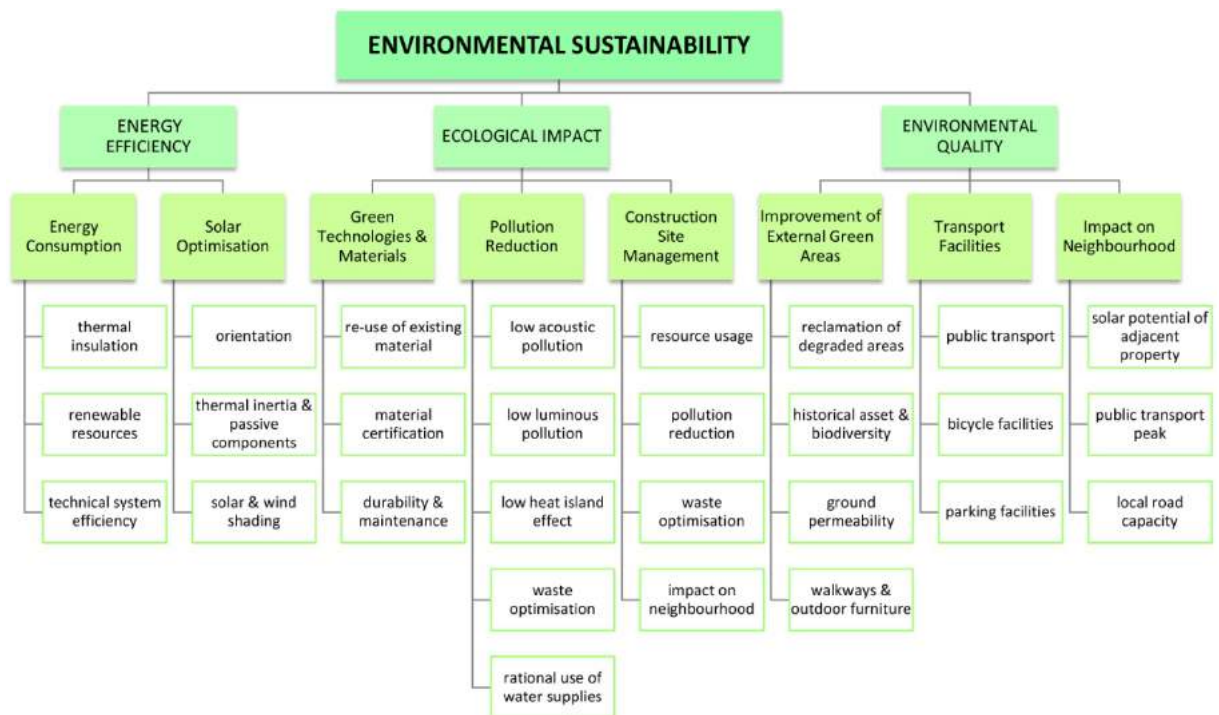 ENVIRONMENTAL SUSTAINABILITY
ENERGY
EFFICIENCY
ECOLOGICAL IMPACT
ENVIRONMENTAL
QUALITY
Energy
Consumption
Solar
Optimisation
Green
Technologies &
Materials
Pollution
Reduction
Construction
Site
Management
Improvement of
External Green
Areas
Transport
Facilities
Impact on
Neighbourhood
thermal
insulation
orientation
re-use of existing
material
low acoustic
pollution
resource usage
reclamation of
degraded areas
public transport
solar potential of
adjacent
property
renewable
resources
thermal inertia &
passive
components
material
certification
low luminous
pollution
pollution
reduction
historical asset &
biodiversity
bicycle facilities
public transport
peak
technical system
efficiency
solar & wind
shading
durability &
maintenance
low heat island
effect
waste
optimisation
ground
permeability
parking facilities
local road
capacity
waste
optimisation
impact on
neighbourhood
walkways &
outdoor furniture
rational use of
water supplies